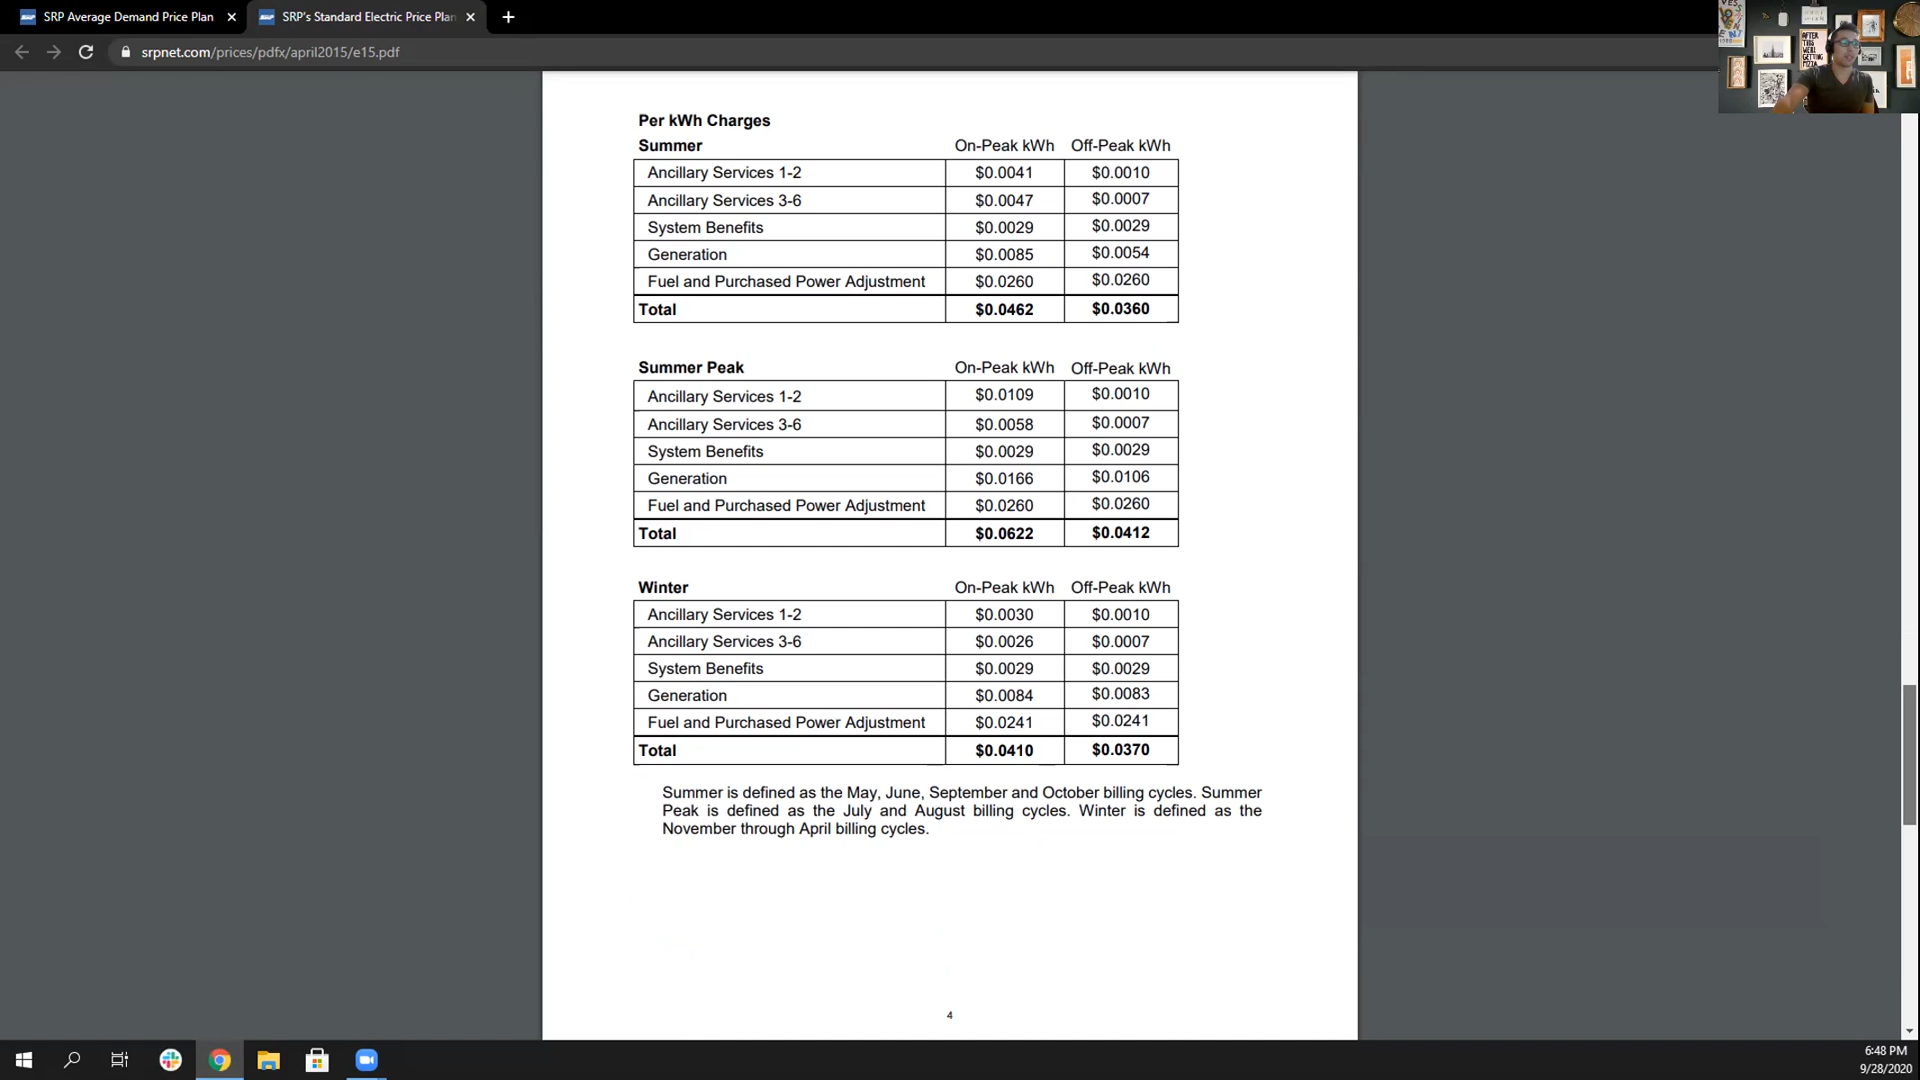 SRP Average Demand Price Plan
SRP's Standard Electric Price Plan
srpnet.com/prices/pdfx/april2015/e15.pdf
AFTER THIS WE'RE GETTING PIZZA
Per kWh Charges
Summer On-Peak kWh Off-Peak kWh
Ancillary Services 1-2 $0.0041 $0.0010
Ancillary Services 3-6 $0.0047 $0.0007
System Benefits $0.0029 $0.0029
Generation $0.0085 $0.0054
Fuel and Purchased Power Adjustment $0.0260 $0.0260
Total $0.0462 $0.0360
Summer Peak On-Peak kWh Off-Peak kWh
Ancillary Services 1-2 $0.0109 $0.0010
Ancillary Services 3-6 $0.0058 $0.0007
System Benefits $0.0029 $0.0029
Generation $0.0166 $0.0106
Fuel and Purchased Power Adjustment $0.0260 $0.0260
Total $0.0622 $0.0412
Winter On-Peak kWh Off-Peak kWh
Ancillary Services 1-2 $0.0030 $0.0010
Ancillary Services 3-6 $0.0026 $0.0007
System Benefits $0.0029 $0.0029
Generation $0.0084 $0.0083
Fuel and Purchased Power Adjustment $0.0241 $0.0241
Total $0.0410 $0.0370
Summer is defined as the May, June, September and October billing cycles. Summer
Peak is defined as the July and August billing cycles. Winter is defined as the
November through April billing cycles.
4
6:48 PM
9/28/2020